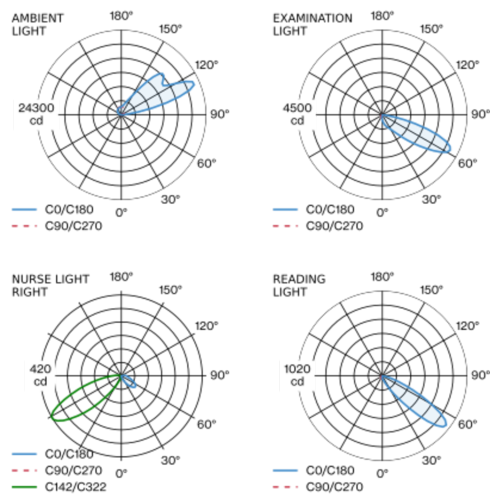 AMBIENT
LIGHT
180°
150°
120°
24300
cd
90°
60°
30°
0°
C0/C180
C90/C270
EXAMINATION
LIGHT
180°
150°
120°
4500
cd
90°
60°
30°
0°
C0/C180
C90/C270
NURSE LIGHT
RIGHT
180°
150°
120°
420
cd
90°
60°
30°
0°
C0/C180
C90/C270
C142/C322
READING
LIGHT
180°
150°
120°
1020
cd
90°
60°
30°
0°
C0/C180
C90/C270